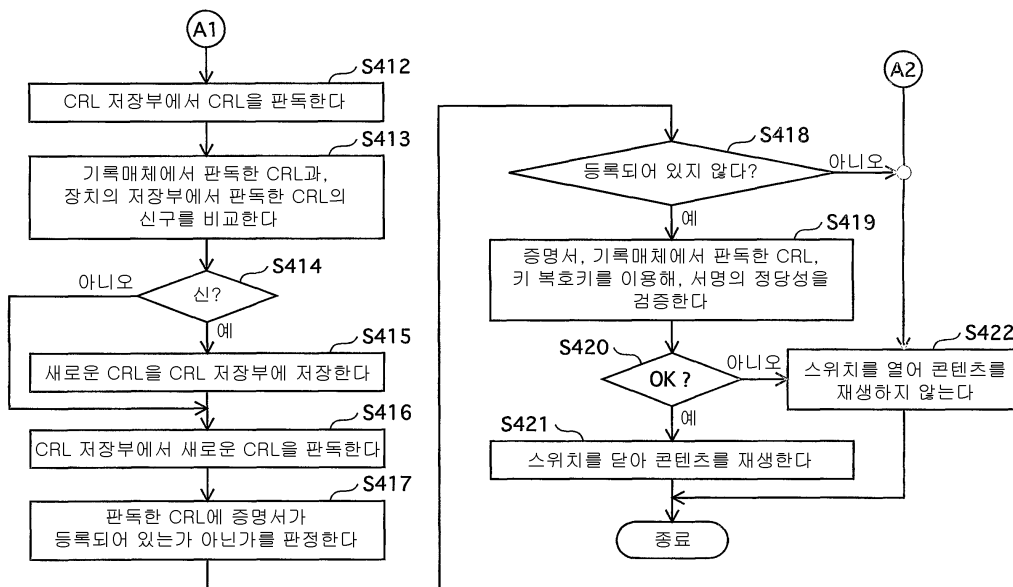 A1
S412
CRL 저장부에서 CRL을 판독한다
S413
기록매체에서 판독한 CRL과,
장치의 저장부에서 판독한 CRL의
신구를 비교한다
S414
아니오
신?
예
S415
새로운 CRL을 CRL 저장부에 저장한다
S416
CRL 저장부에서 새로운 CRL을 판독한다
S417
판독한 CRL에 증명서가
등록되어 있는가 아닌가를 판정한다
A2
S418
등록되어 있지 않다?
아니오
예
S419
증명서, 기록매체에서 판독한 CRL,
키 복호키를 이용해, 서명의 정당성을
검증한다
S420
OK ?
아니오
예
S422
스위치를 열어 콘텐츠를
재생하지 않는다
S421
스위치를 닫아 콘텐츠를 재생한다
종료